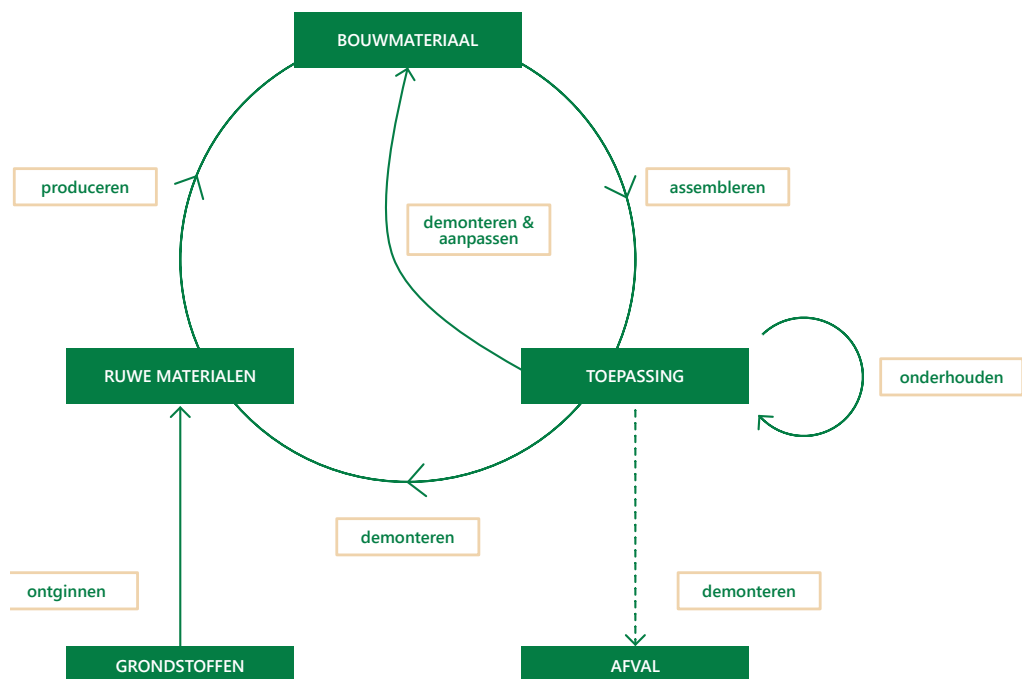 BOUWMATERIAAL
produceren
assembleren
demonteren &
aanpassen
RUWE MATERIALEN
TOEPASSING
onderhouden
demonteren
ontginnen
demonteren
GRONDSTOFFEN
AFVAL